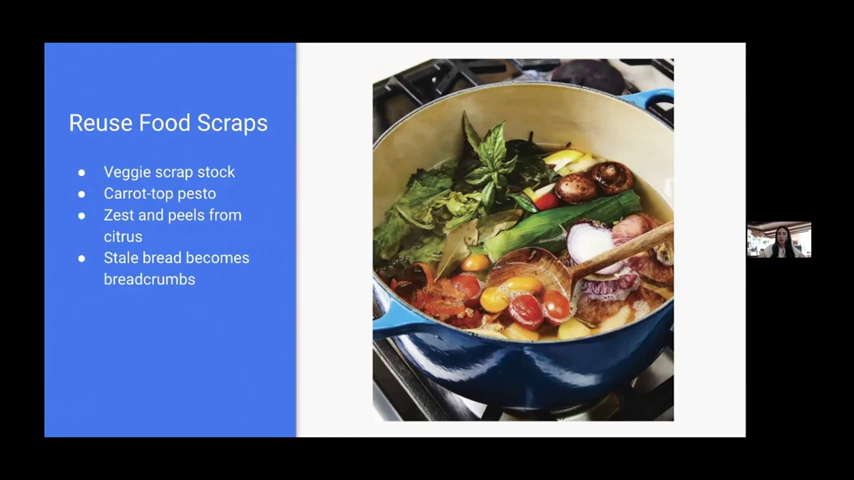 Reuse Food Scraps
● Veggie scrap stock
● Carrot-top pesto
● Zest and peels from
citrus
● Stale bread becomes
breadcrumbs